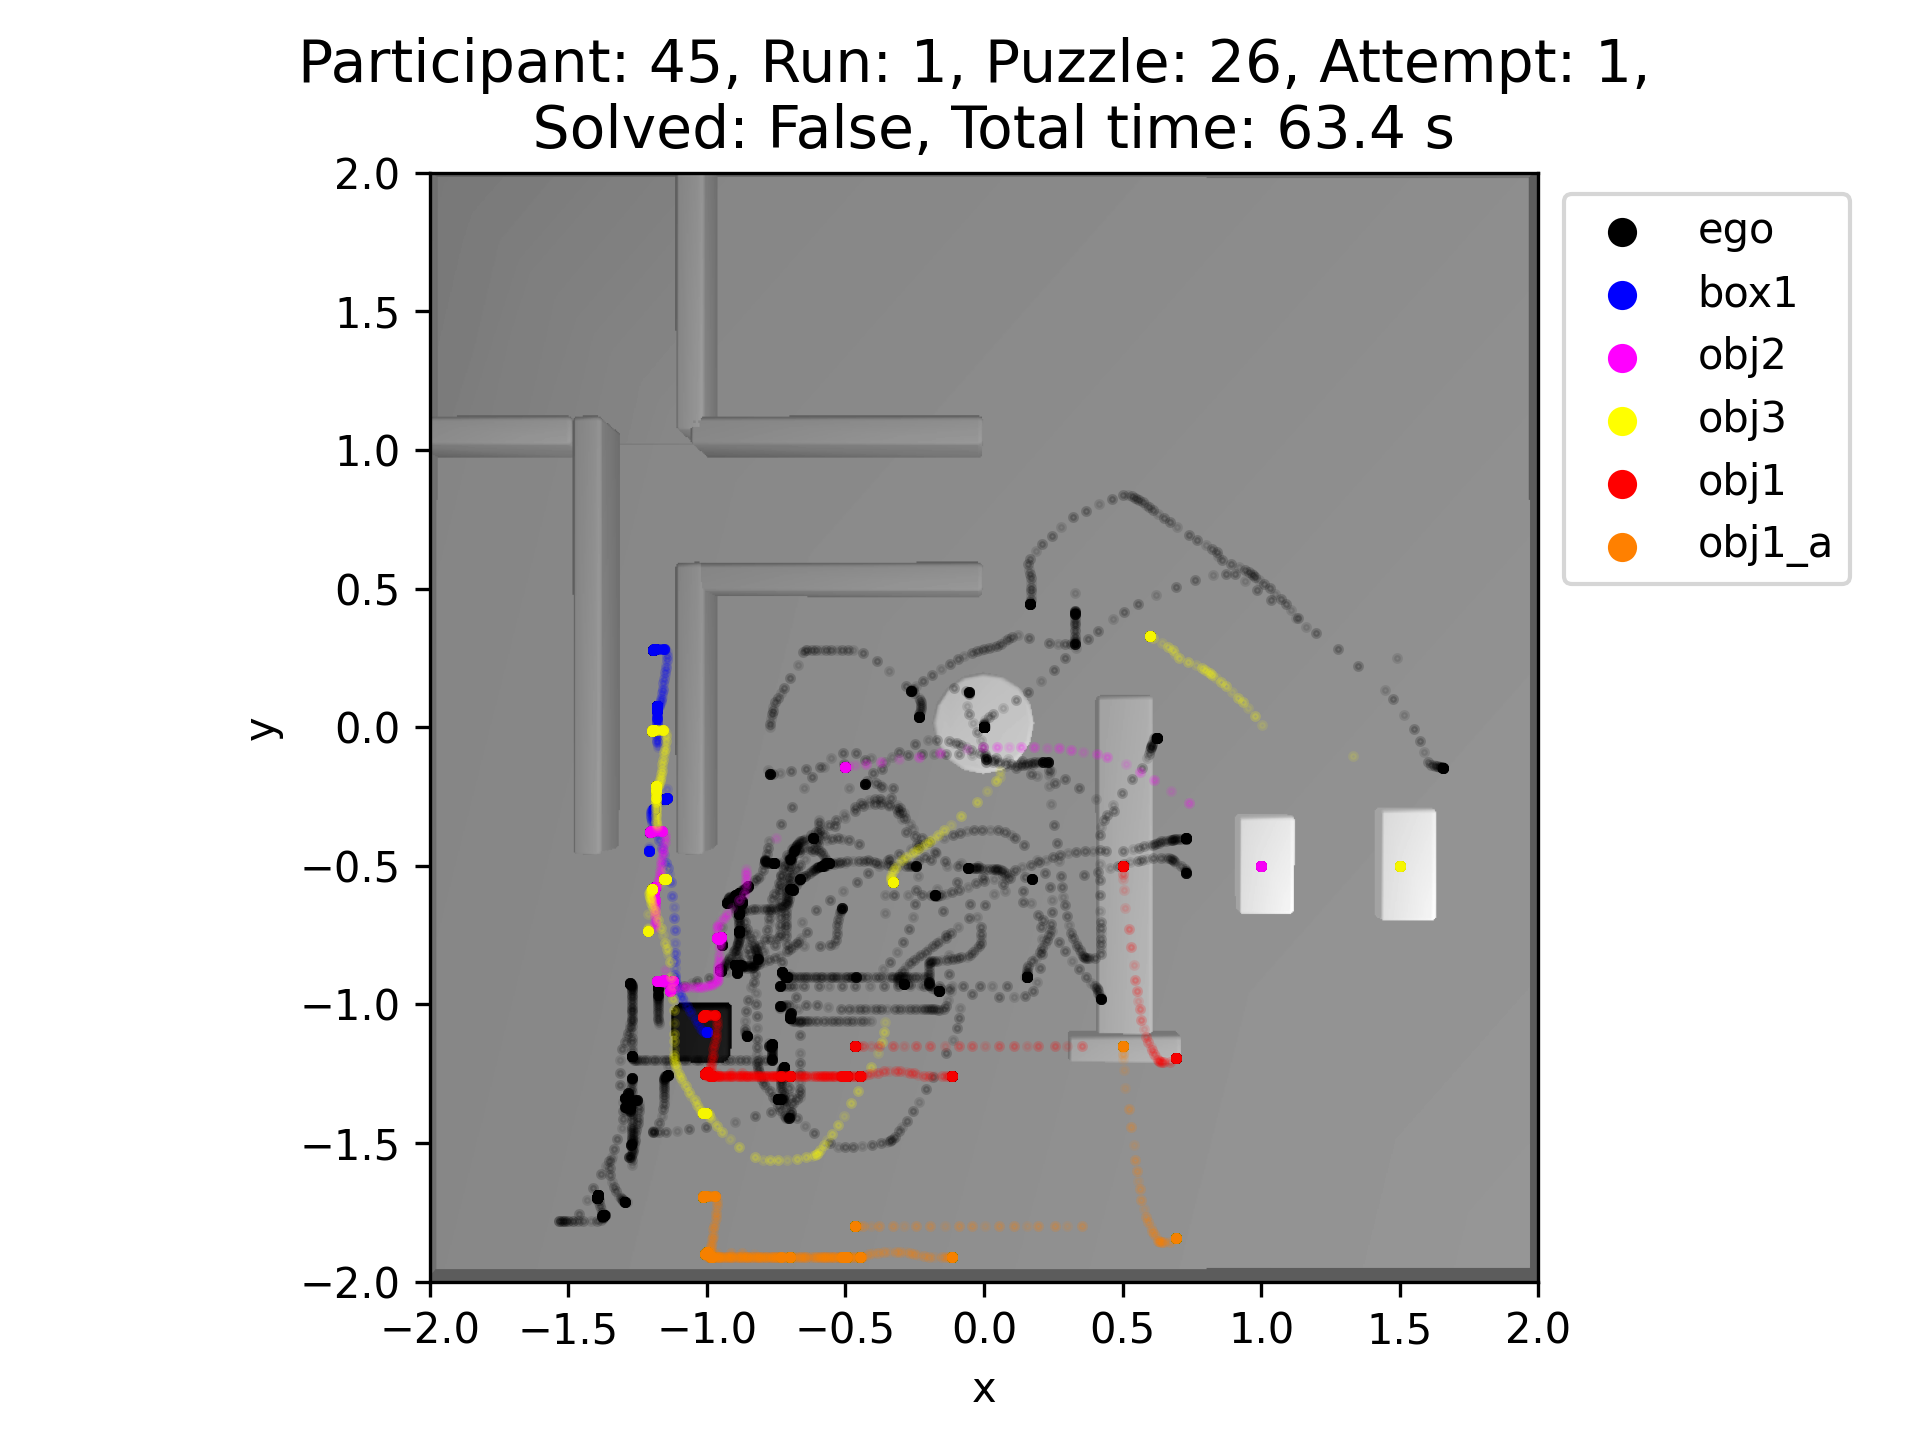 Participant: 45, Run: 1, Puzzle: 26, Attempt: 1,
Solved: False, Total time: 63.4 s
2.0
1.5
1.0
0.5
0.0
−0.5
−1.0
−1.5
−2.0
y
−2.0 −1.5 −1.0 −0.5 0.0 0.5 1.0 1.5 2.0
x
ego
box1
obj2
obj3
obj1
obj1_a